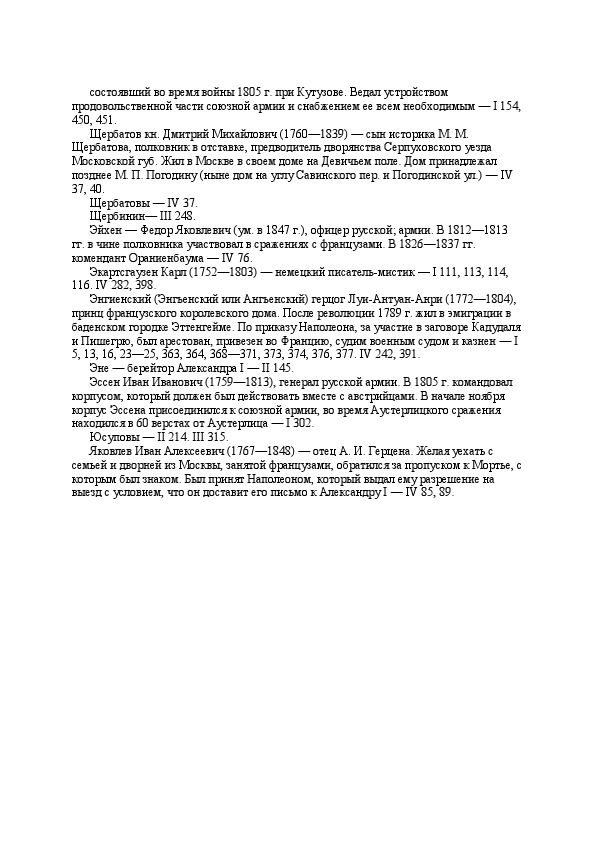 состоявший во время войны 1805 г. при Кутузове. Ведал устройством
продовольственной части союзной армии и снабжением ее всем необходимым — I 154,
450, 451.
Щербатов кн. Дмитрий Михайлович (1760—1839) — сын историка М. М.
Щербатова, полковник в отставке, предводитель дворянства Серпуховского уезда
Московской губ. Жил в Москве в своем доме на Девичьем поле. Дом принадлежал
позднее М. П. Погодину (ныне дом на углу Савинского пер. и Погодинской ул.) — IV
37, 40.
Щербатовы — IV 37.
Щербинин— III 248.
Эйхен — Федор Яковлевич (ум. в 1847 г.), офицер русской; армии. В 1812—1813
гг. в чине полковника участвовал в сражениях с французами. В 1826—1837 гг.
комендант Ораниенбаума — IV 76.
Экартсгаузен Карл (1752—1803) — немецкий писатель-мистик — I 111, 113, 114,
116. IV 282, 398.
Энгиенский (Энгьенский или Ангьенский) герцог Луи-Антуан-Анри (1772—1804),
принц французского королевского дома. После революции 1789 г. жил в эмиграции в
баденском городке Эттенгейме. По приказу Наполеона, за участие в заговоре Кадудаля
и Пишегрю, был арестован, привезен во Францию, судим военным судом и казнен — I
5, 13, 16, 23—25, 363, 364, 368—371, 373, 374, 376, 377. IV 242, 391.
Эне — берейтор Александра I — II 145.
Эссен Иван Иванович (1759—1813), генерал русской армии. В 1805 г. командовал
корпусом, который должен был действовать вместе с австрийцами. В начале ноября
корпус Эссена присоединился к союзной армии, во время Аустерлицкого сражения
находился в 60 верстах от Аустерлица — I 302.
Юсуповы — II 214. III 315.
Яковлев Иван Алексеевич (1767—1848) — отец А. И. Герцена. Желая уехать с
семьей и дворней из Москвы, занятой французами, обратился за пропуском к Мортье, с
которым был знаком. Был принят Наполеоном, который выдал ему разрешение на
выезд с условием, что он доставит его письмо к Александру I — IV 85, 89.